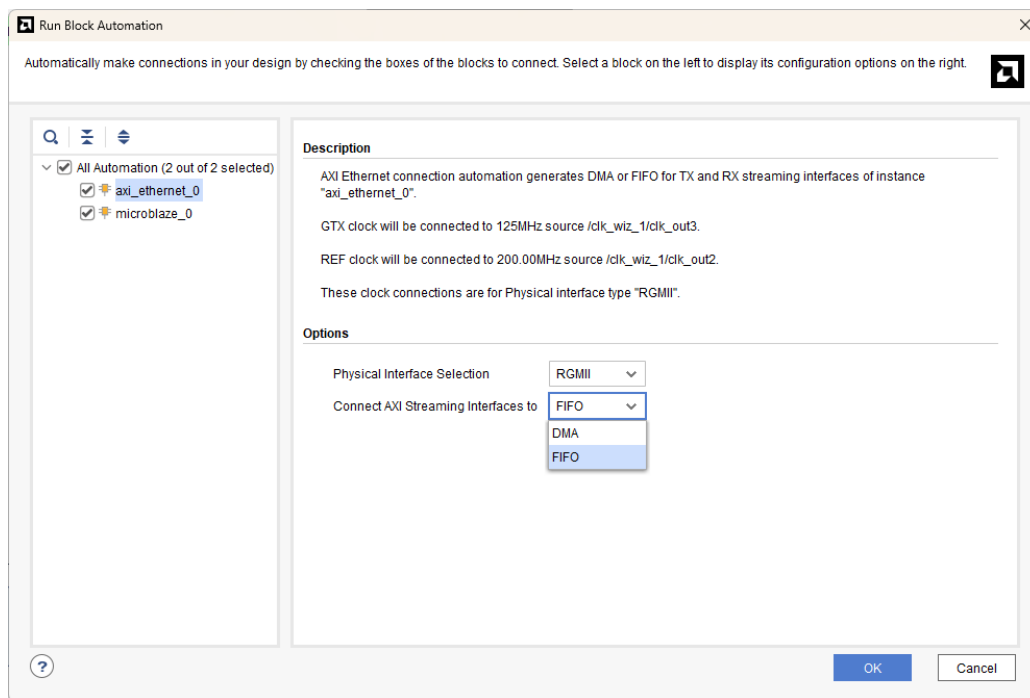 Run Block Automation
Automatically make connections in your design by checking the boxes of the blocks to connect. Select a block on the left to display its configuration options on the right.
All Automation (2 out of 2 selected)
axi_ethernet_0
microblaze_0
Description
AXI Ethernet connection automation generates DMA or FIFO for TX and RX streaming interfaces of instance
"axi_ethernet_0".
GTX clock will be connected to 125MHz source /clk_wiz_1/clk_out3.
REF clock will be connected to 200.00MHz source /clk_wiz_1/clk_out2.
These clock connections are for Physical interface type "RGMII".
Options
Physical Interface Selection RGMII
Connect AXI Streaming Interfaces to FIFO
DMA
FIFO
? OK Cancel